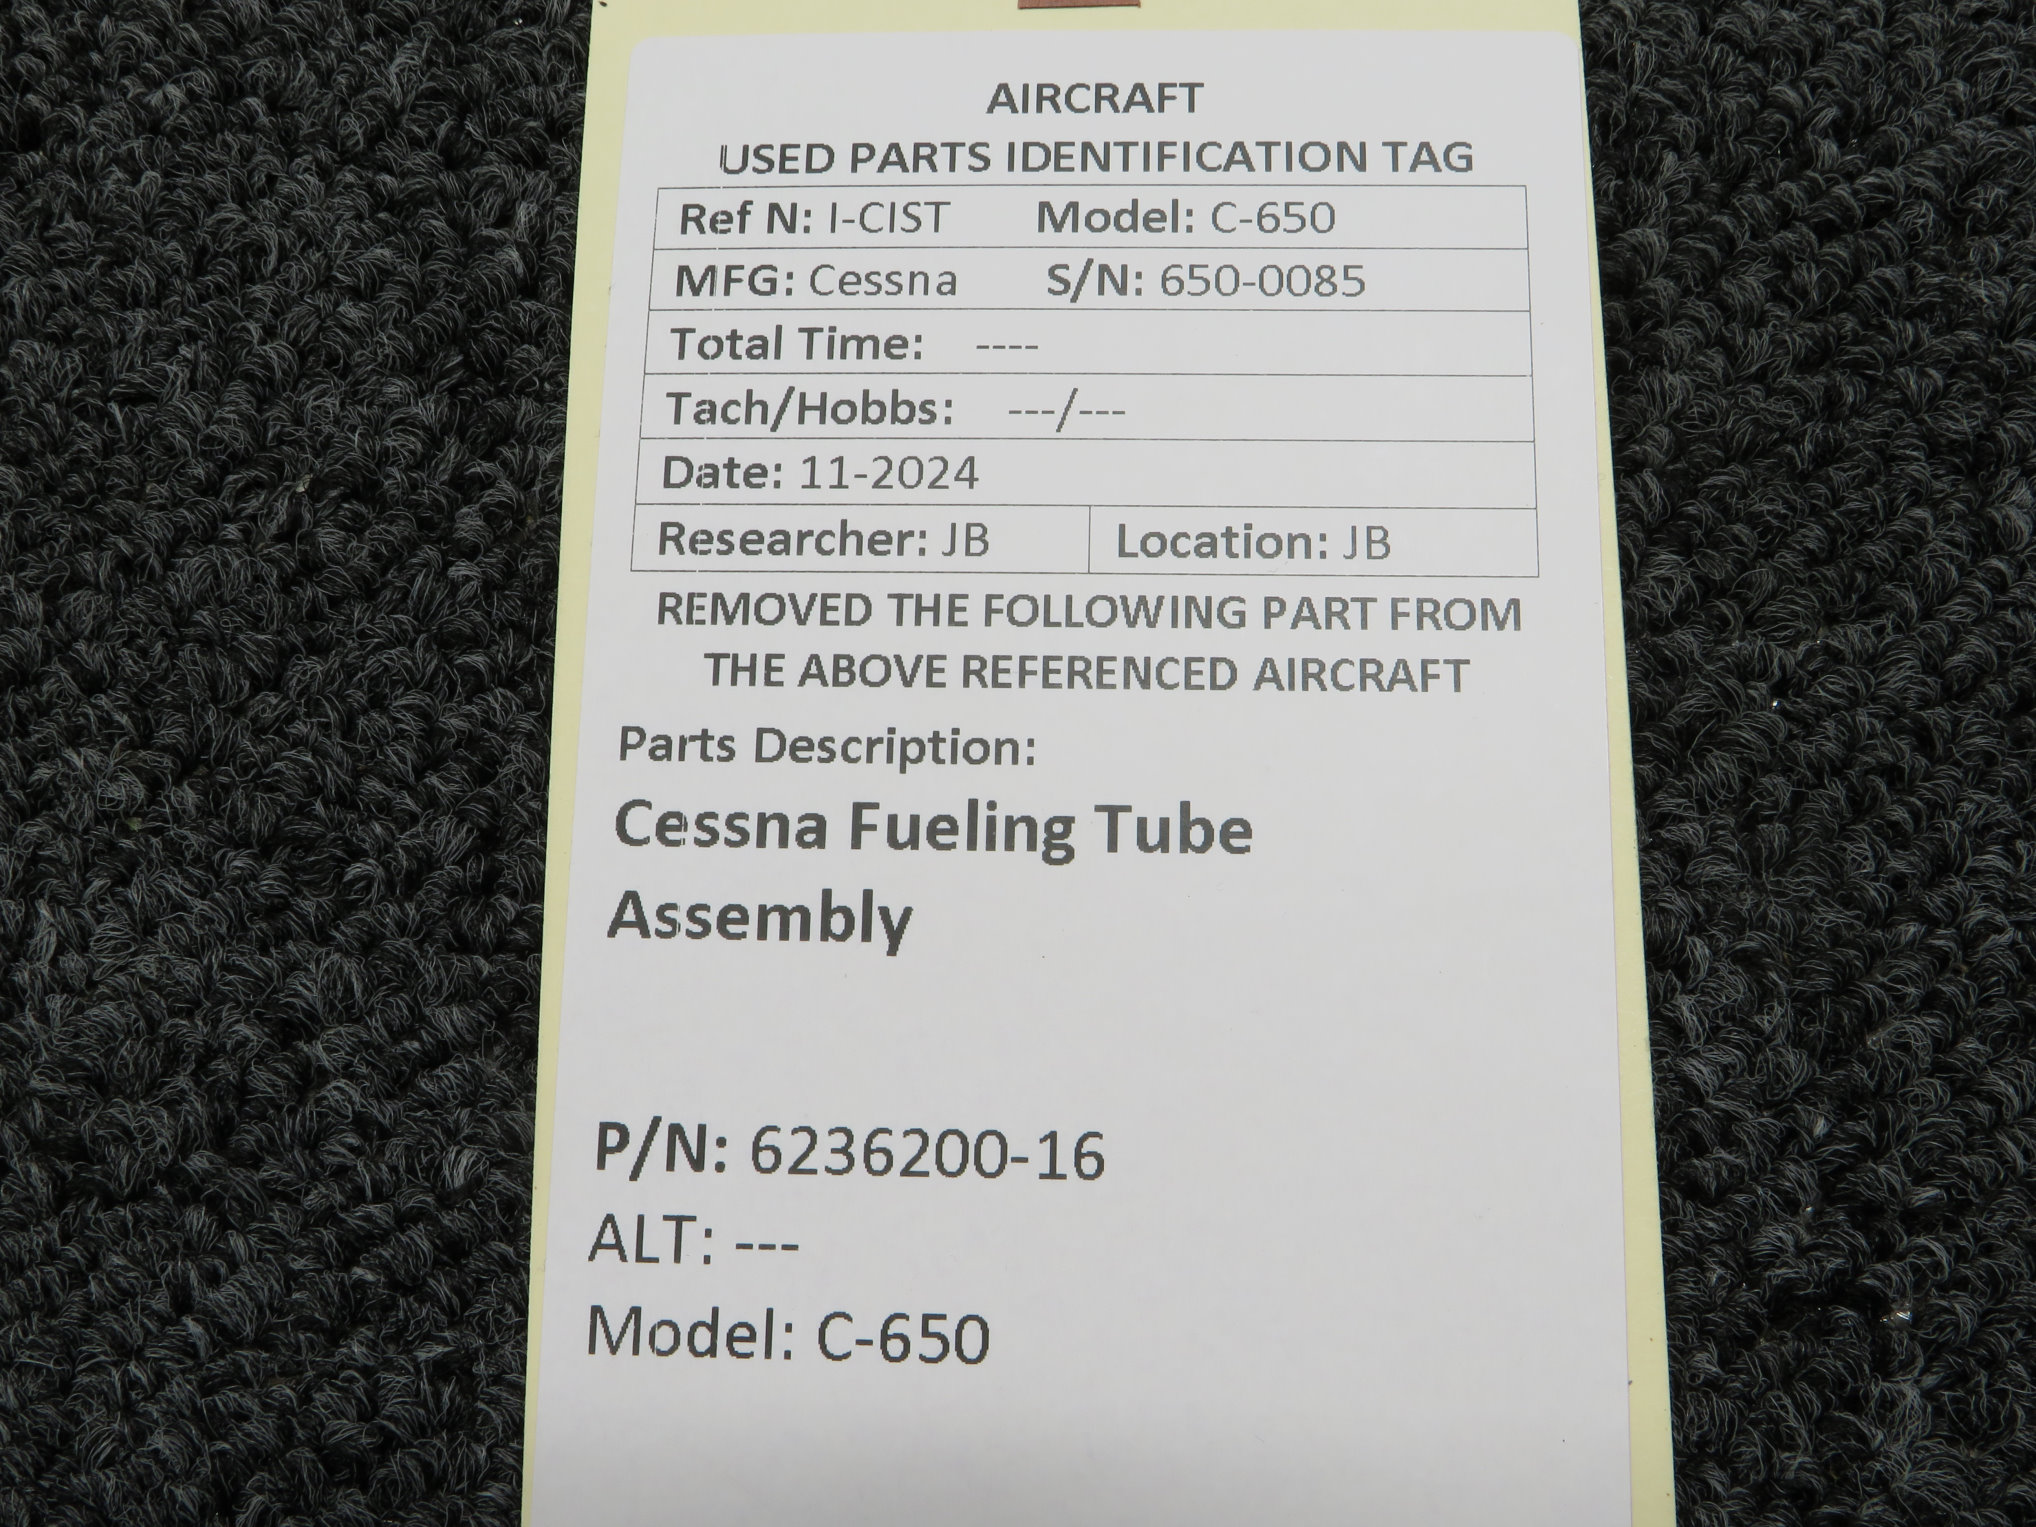 AIRCRAFT
USED PARTS IDENTIFICATION TAG
Ref N: I-CIST Model: C-650
MFG: Cessna S/N: 650-0085
Total Time: ----
Tach/Hobbs: ---/---
Date: 11-2024
Researcher: JB Location: JB
REMOVED THE FOLLOWING PART FROM
THE ABOVE REFERENCED AIRCRAFT
Parts Description:
Cessna Fueling Tube
Assembly
P/N: 6236200-16
ALT: ---
Model: C-650